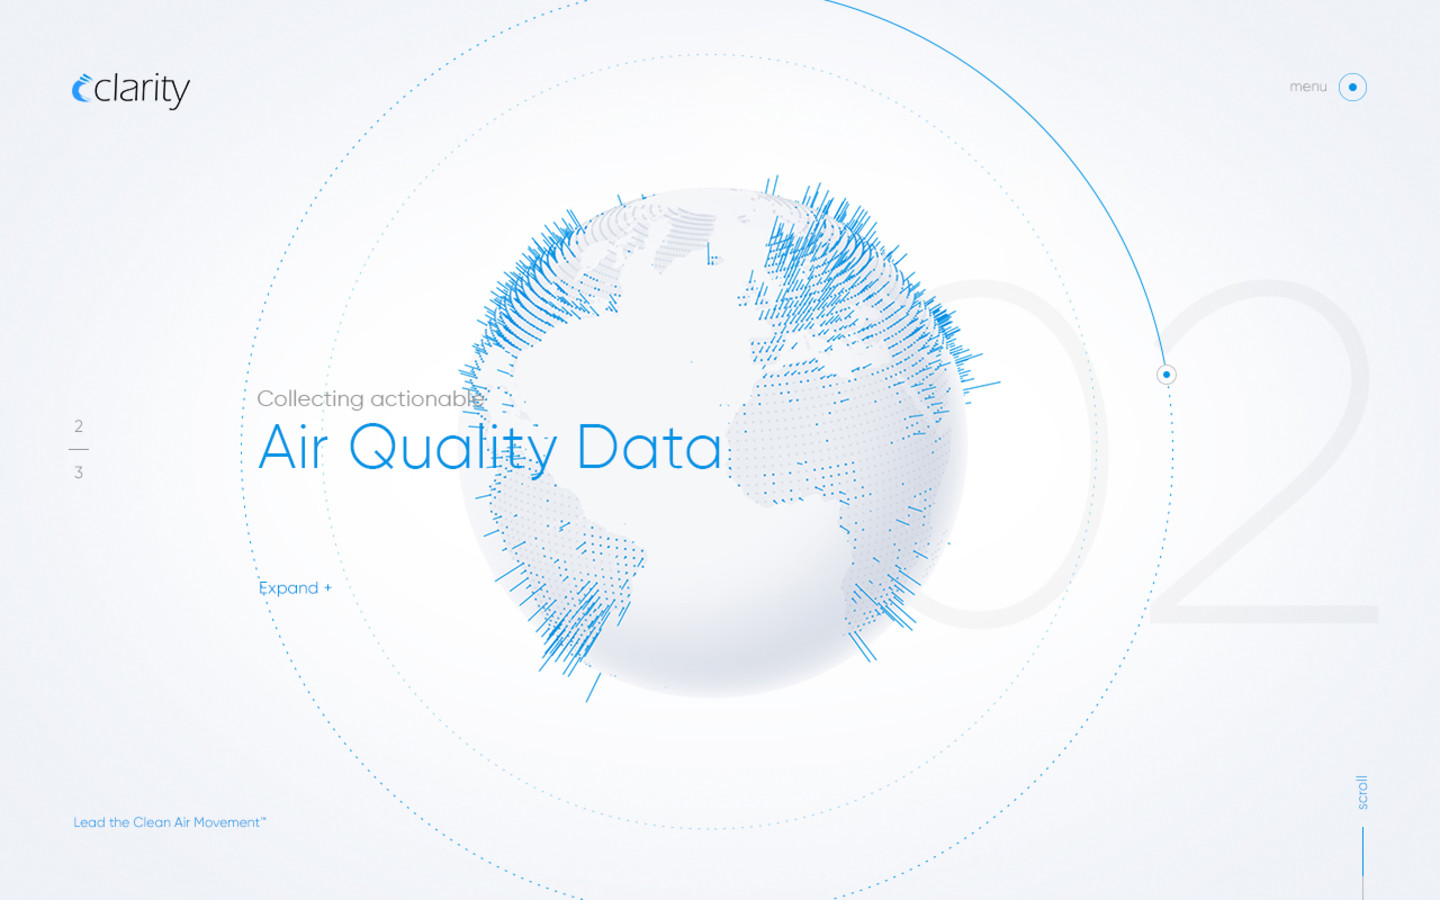 clarity
menu
02
Collecting actionable
Air Quality Data
2
3
Expand +
scroll
Lead the Clean Air Movement™